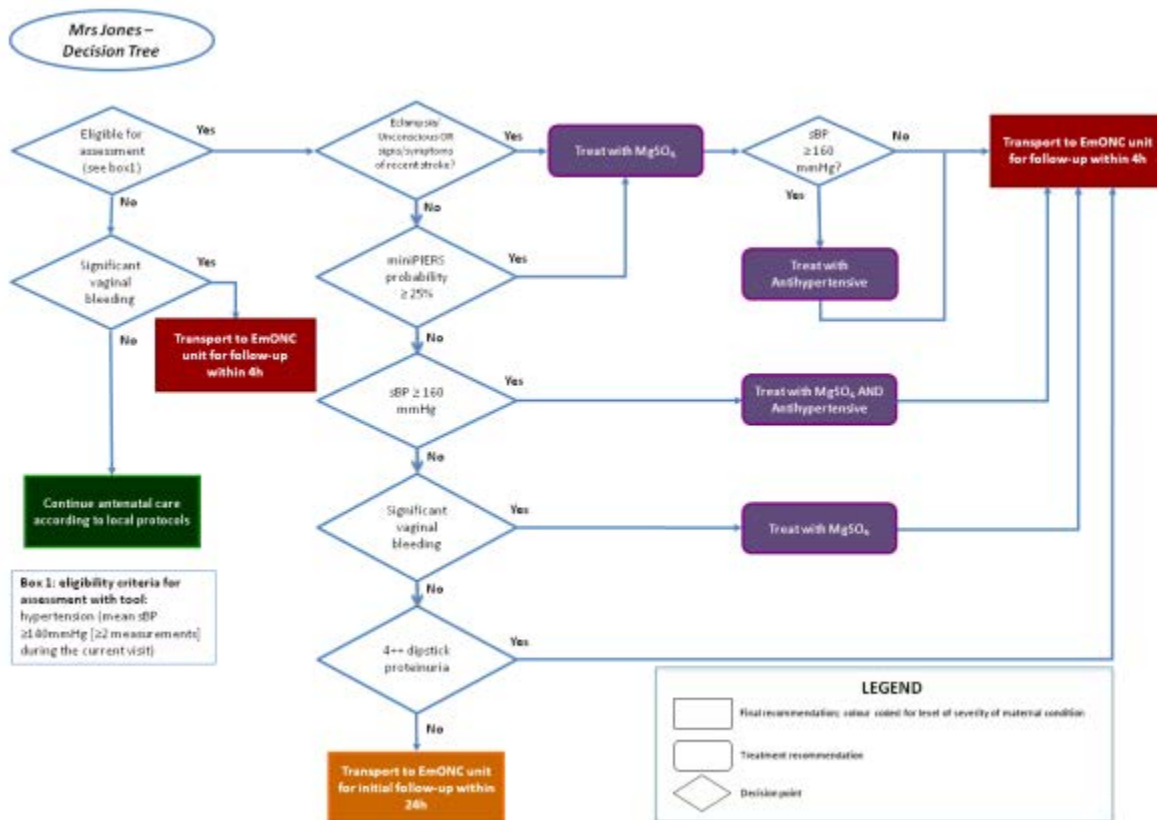 Mrs Jones –
Decision Tree
Eligible for
assessment
(see box1)
Yes
No
Significant
vaginal
bleeding
Yes
No
Transport to EmONC
unit for follow-up
within 4h
Continue antenatal care
according to local protocols
Box 1: eligibility criteria for
assessment with tool:
hypertension (mean sBP
≥140mmHg [≥2 measurements]
during the current visit)
Eclampsia/
Unconscious OR
signs/symptoms
of recent stroke?
Yes
No
Treat with MgSO₄
sBP
≥160
mmHg?
No
Yes
Treat with
Antihypertensive
Transport to EmONC unit
for follow-up within 4h
miniPIERS
probability
≥25%
Yes
No
sBP ≥ 160
mmHg
Yes
No
Treat with MgSO₄ AND
Antihypertensive
Significant
vaginal
bleeding
Yes
No
Treat with MgSO₄
4++ dipstick
proteinuria
Yes
No
Transport to EmONC unit
for initial follow-up within
24h
LEGEND
Final recommendation; colour coded for level of severity of maternal condition
Treatment recommendation
Decision point